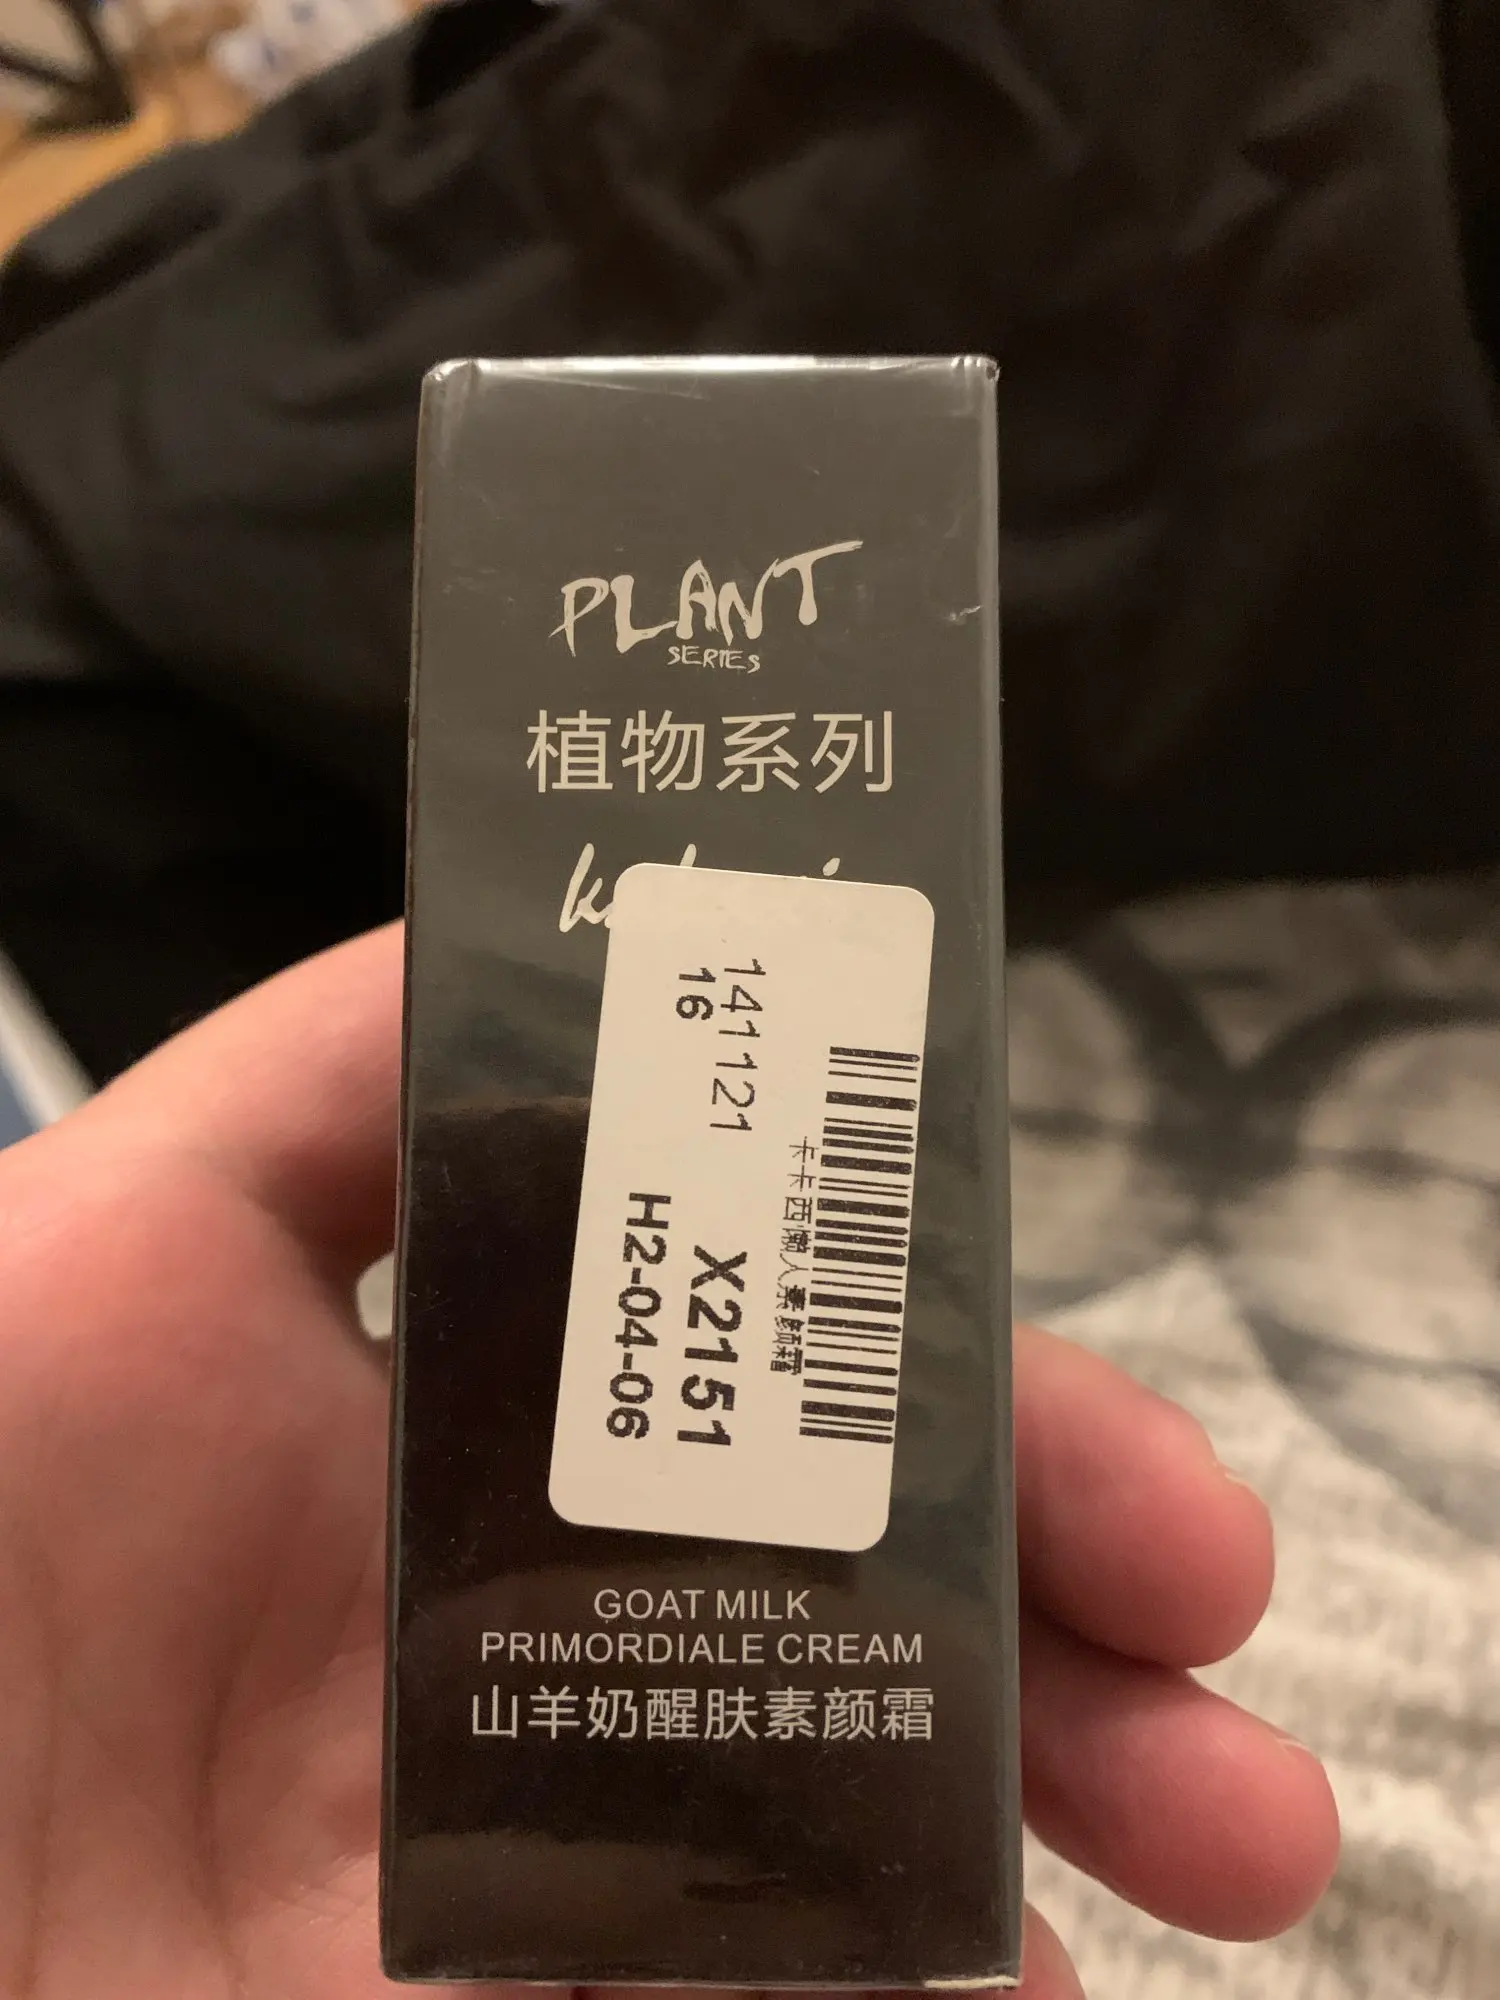 PLANT
SERIES
植物系列
卡卡西懒人素颜霜
141121
16
X2151
H2-04-06
GOAT MILK
PRIMORDIALE CREAM
山羊奶醒肤素颜霜